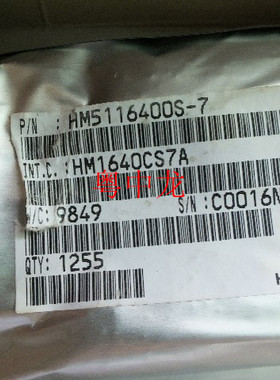 P/N : HM5116400S-7
INT.C.: HM1640CS7A
粤中龙
D/C: 9849 S/N :C0016N
QTY: 1255
H